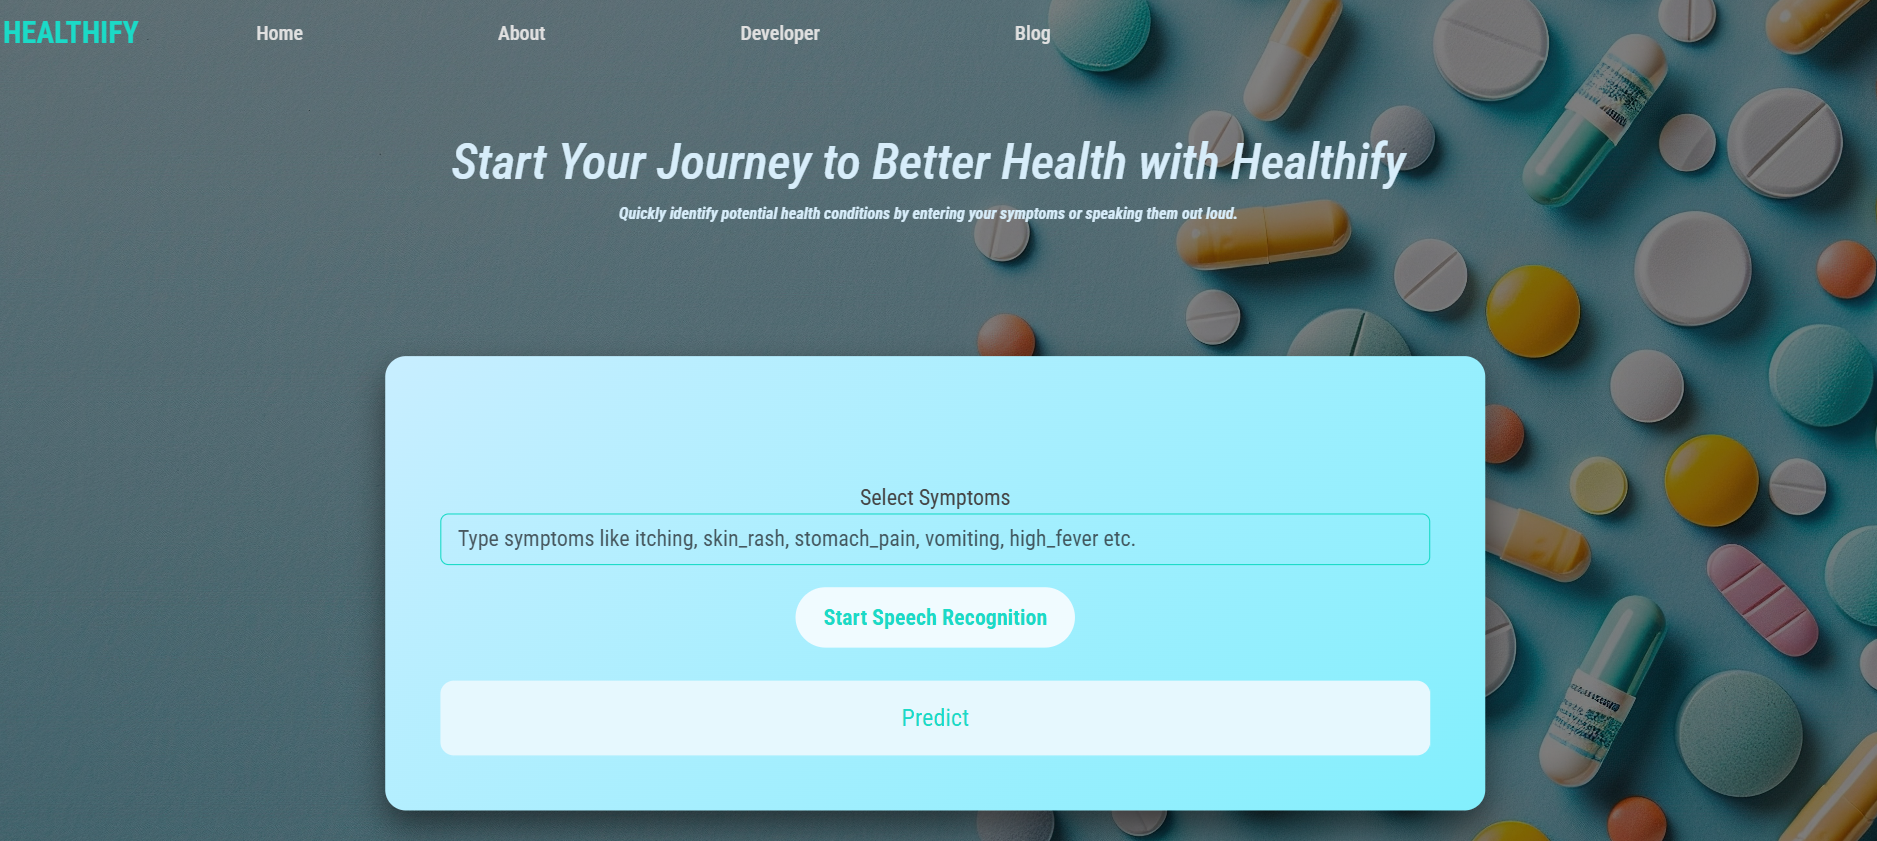 HEALTHIFY
Home
About
Developer
Blog
Start Your Journey to Better Health with Healthify
Quickly identify potential health conditions by entering your symptoms or speaking them out loud.
Select Symptoms
Type symptoms like itching, skin_rash, stomach_pain, vomiting, high_fever etc.
Start Speech Recognition
Predict